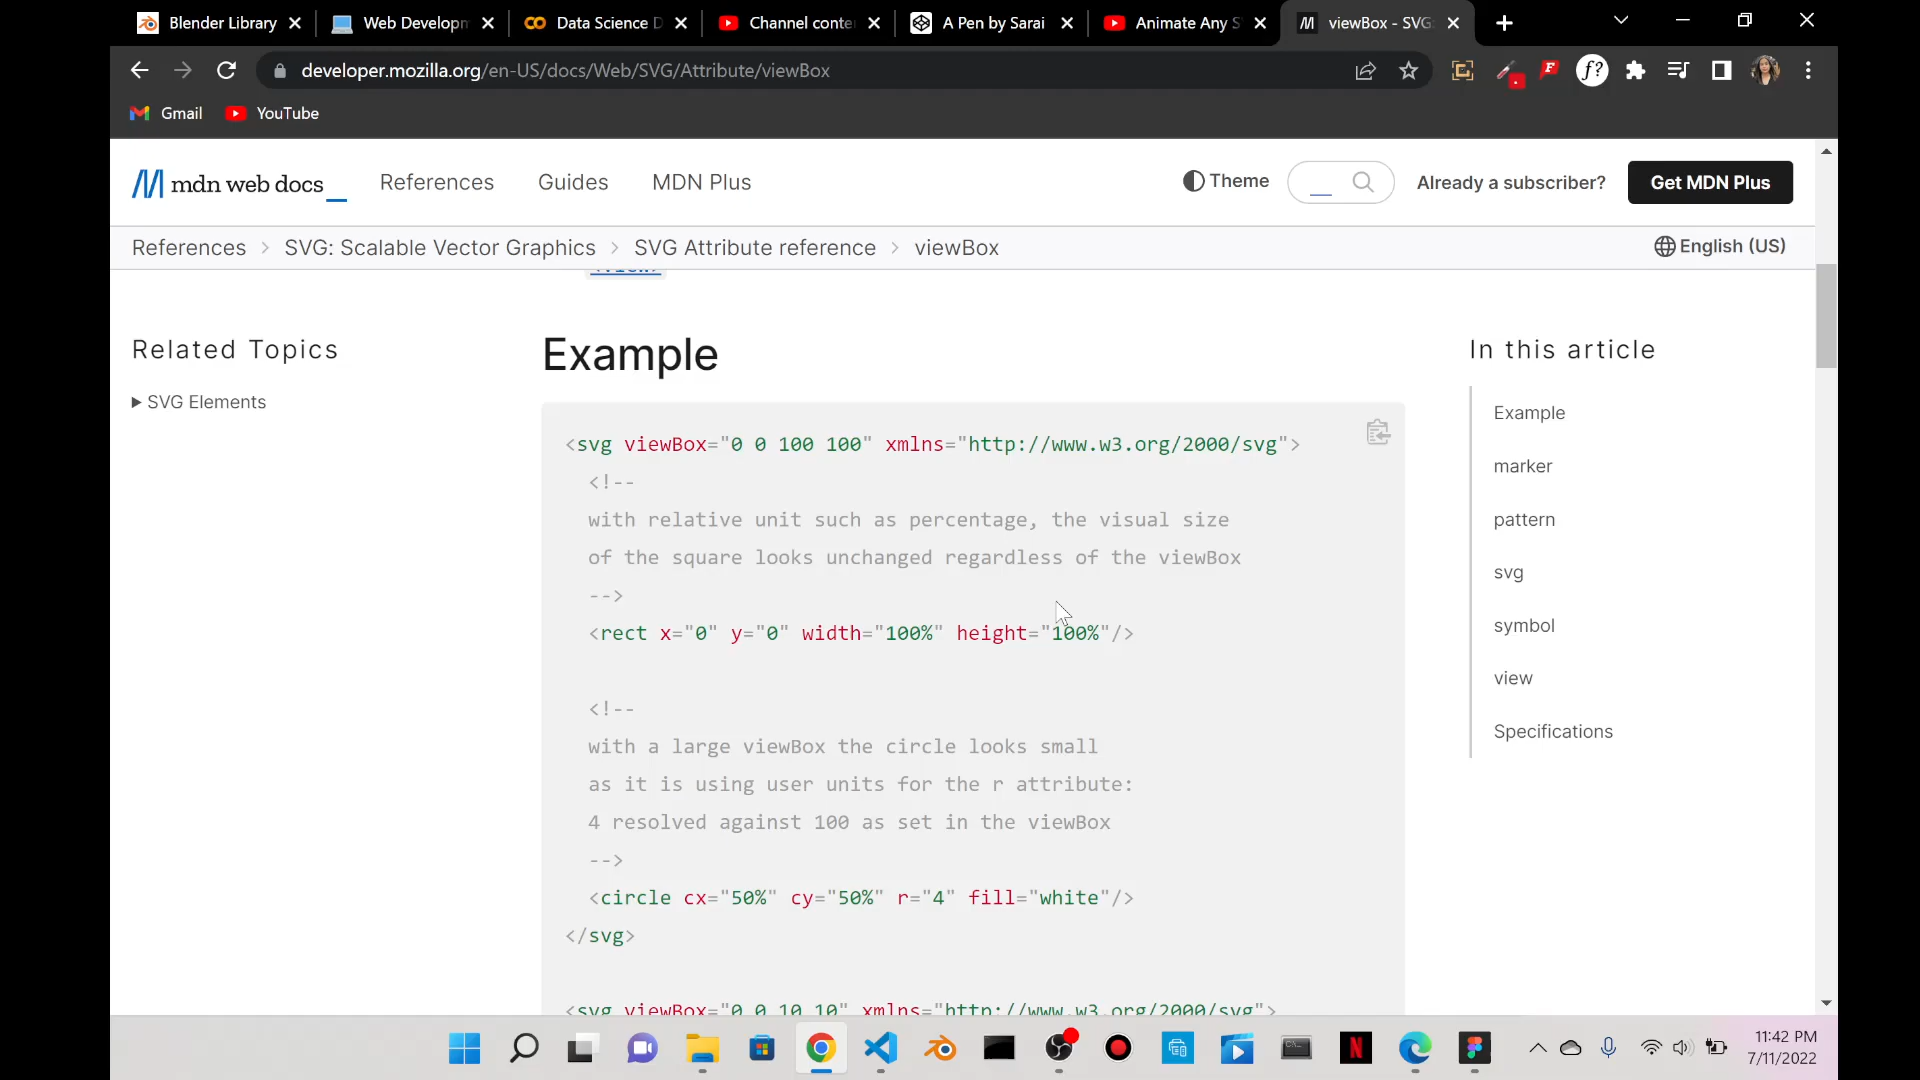 Blender Library
Web Developm
Data Science D
Channel conte
A Pen by Sarai
Animate Any S
viewBox - SVG
developer.mozilla.org/en-US/docs/Web/SVG/Attribute/viewBox
Gmail
YouTube
mdn web docs
References
Guides
MDN Plus
Theme
Already a subscriber?
Get MDN Plus
References > SVG: Scalable Vector Graphics > SVG Attribute reference > viewBox
English (US)
<view>
Related Topics
SVG Elements
Example
<svg viewBox="0 0 100 100" xmlns="http://www.w3.org/2000/svg">
<!--
with relative unit such as percentage, the visual size
of the square looks unchanged regardless of the viewBox
-->
<rect x="0" y="0" width="100%" height="100%"/>
<!--
with a large viewBox the circle looks small
as it is using user units for the r attribute:
4 resolved against 100 as set in the viewBox
-->
<circle cx="50%" cy="50%" r="4" fill="white"/>
</svg>
<svg viewBox="0 0 10 10" xmlns="http://www.w3.org/2000/svg">
In this article
Example
marker
pattern
svg
symbol
view
Specifications
11:42 PM
7/11/2022